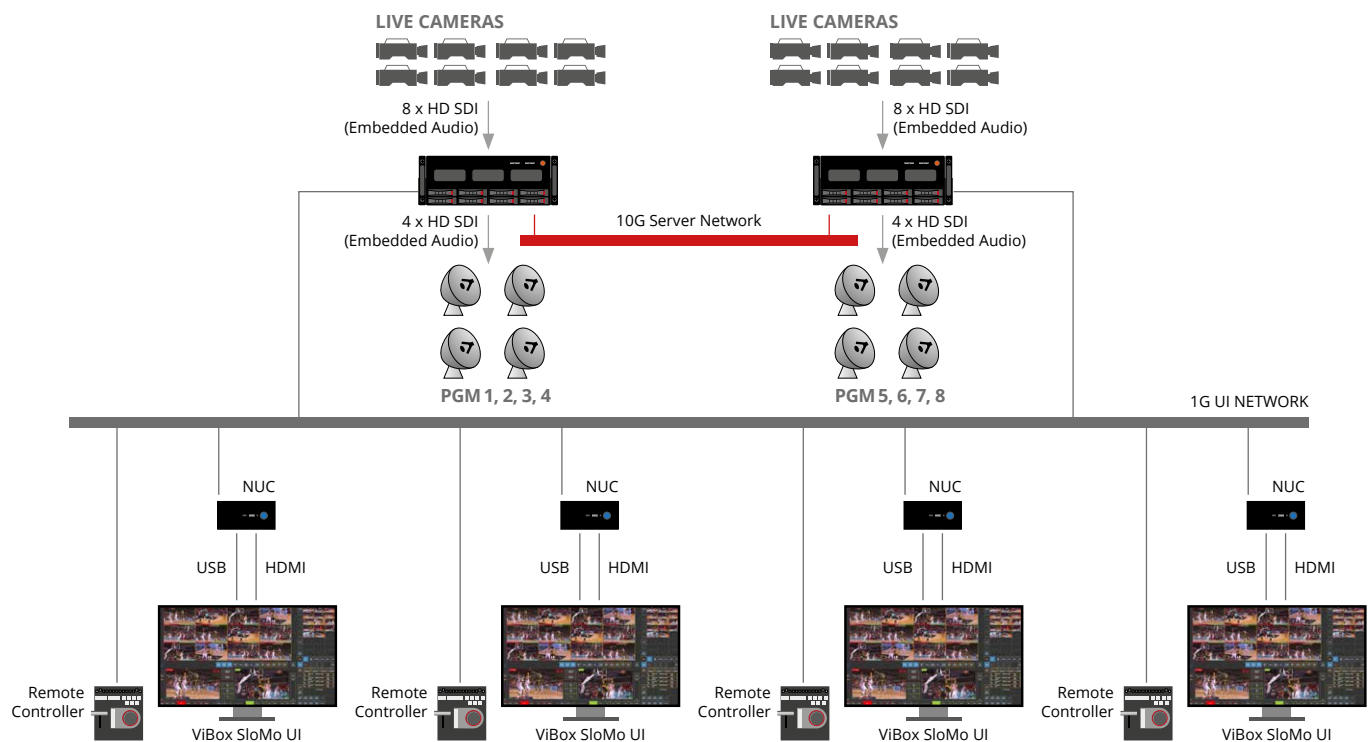 LIVE CAMERAS
LIVE CAMERAS
8 x HD SDI
(Embedded Audio)
8 x HD SDI
(Embedded Audio)
4 x HD SDI
(Embedded Audio)
10G Server Network
4 x HD SDI
(Embedded Audio)
PGM 1, 2, 3, 4
PGM 5, 6, 7, 8
1G UI NETWORK
NUC
NUC
NUC
NUC
USB
HDMI
USB
HDMI
USB
HDMI
USB
HDMI
Remote
Controller
ViBox SloMo UI
Remote
Controller
ViBox SloMo UI
Remote
Controller
ViBox SloMo UI
Remote
Controller
ViBox SloMo UI